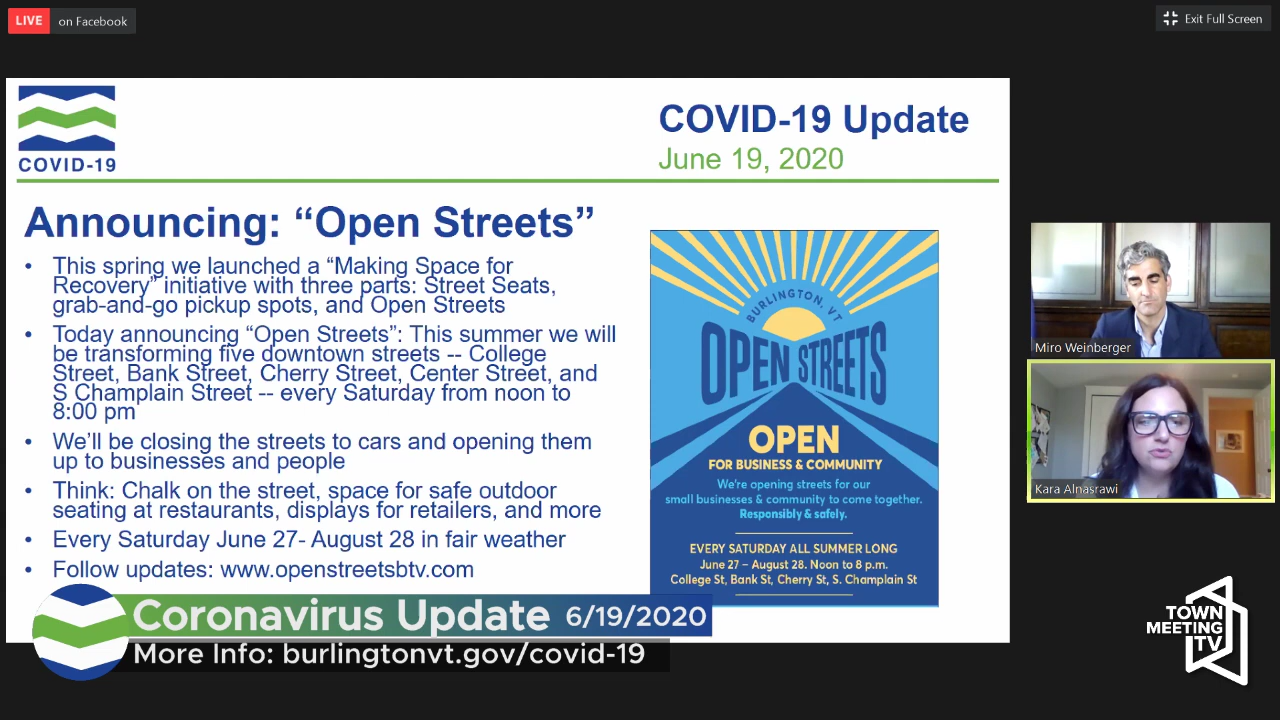 LIVE on Facebook
Exit Full Screen
COVID-19
COVID-19 Update
June 19, 2020
Announcing: “Open Streets”
• This spring we launched a “Making Space for
Recovery” initiative with three parts: Street Seats,
grab-and-go pickup spots, and Open Streets
• Today announcing “Open Streets”: This summer we will
be transforming five downtown streets -- College
Street, Bank Street, Cherry Street, Center Street, and
S Champlain Street -- every Saturday from noon to
8:00 pm
• We’ll be closing the streets to cars and opening them
up to businesses and people
• Think: Chalk on the street, space for safe outdoor
seating at restaurants, displays for retailers, and more
• Every Saturday June 27- August 28 in fair weather
• Follow updates: www.openstreetsbtv.com
BURLINGTON, VT
OPEN STREETS
OPEN
FOR BUSINESS & COMMUNITY
We're opening streets for our
small businesses & community to come together.
Responsibly & safely.
EVERY SATURDAY ALL SUMMER LONG
June 27 – August 28. Noon to 8 p.m.
College St, Bank St, Cherry St, S. Champlain St
Miro Weinberger
Kara Alnasrawi
Coronavirus Update 6/19/2020
More Info: burlingtonvt.gov/covid-19
TOWN
MEETING
TV